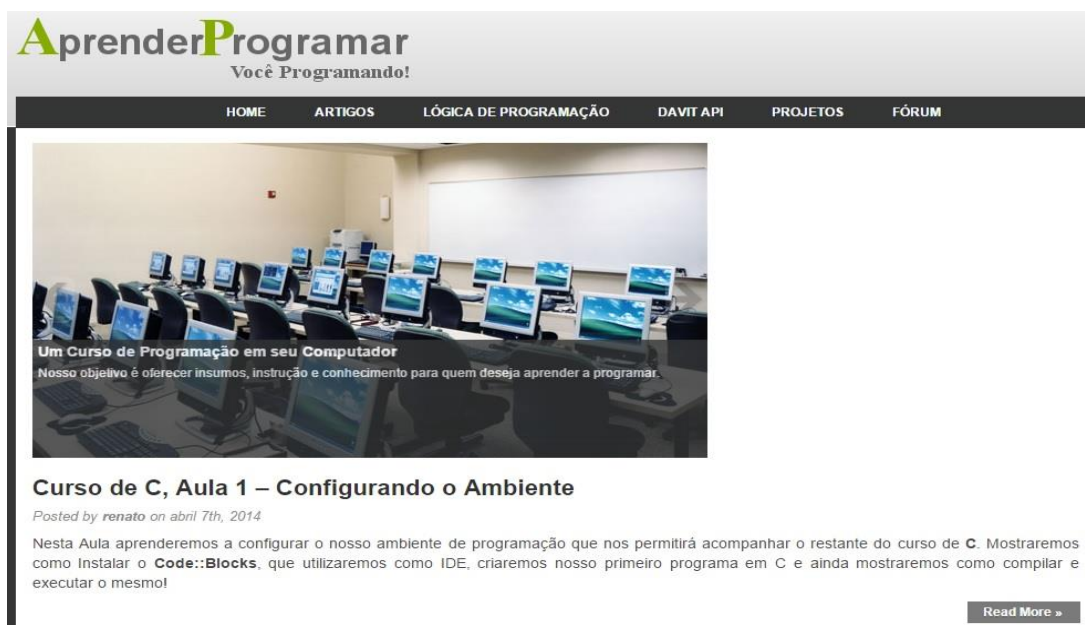 AprenderProgramar
Você Programando!
HOME ARTIGOS LÓGICA DE PROGRAMAÇÃO DAVIT API PROJETOS FÓRUM
Um Curso de Programação em seu Computador
Nosso objetivo é oferecer insumos, instrução e conhecimento para quem deseja aprender a programar.
Curso de C, Aula 1 – Configurando o Ambiente
Posted by renato on abril 7th, 2014
Nesta Aula aprenderemos a configurar o nosso ambiente de programação que nos permitirá acompanhar o restante do curso de C. Mostraremos
como Instalar o Code::Blocks, que utilizaremos como IDE, criaremos nosso primeiro programa em C e ainda mostraremos como compilar e
executar o mesmo!
Read More »